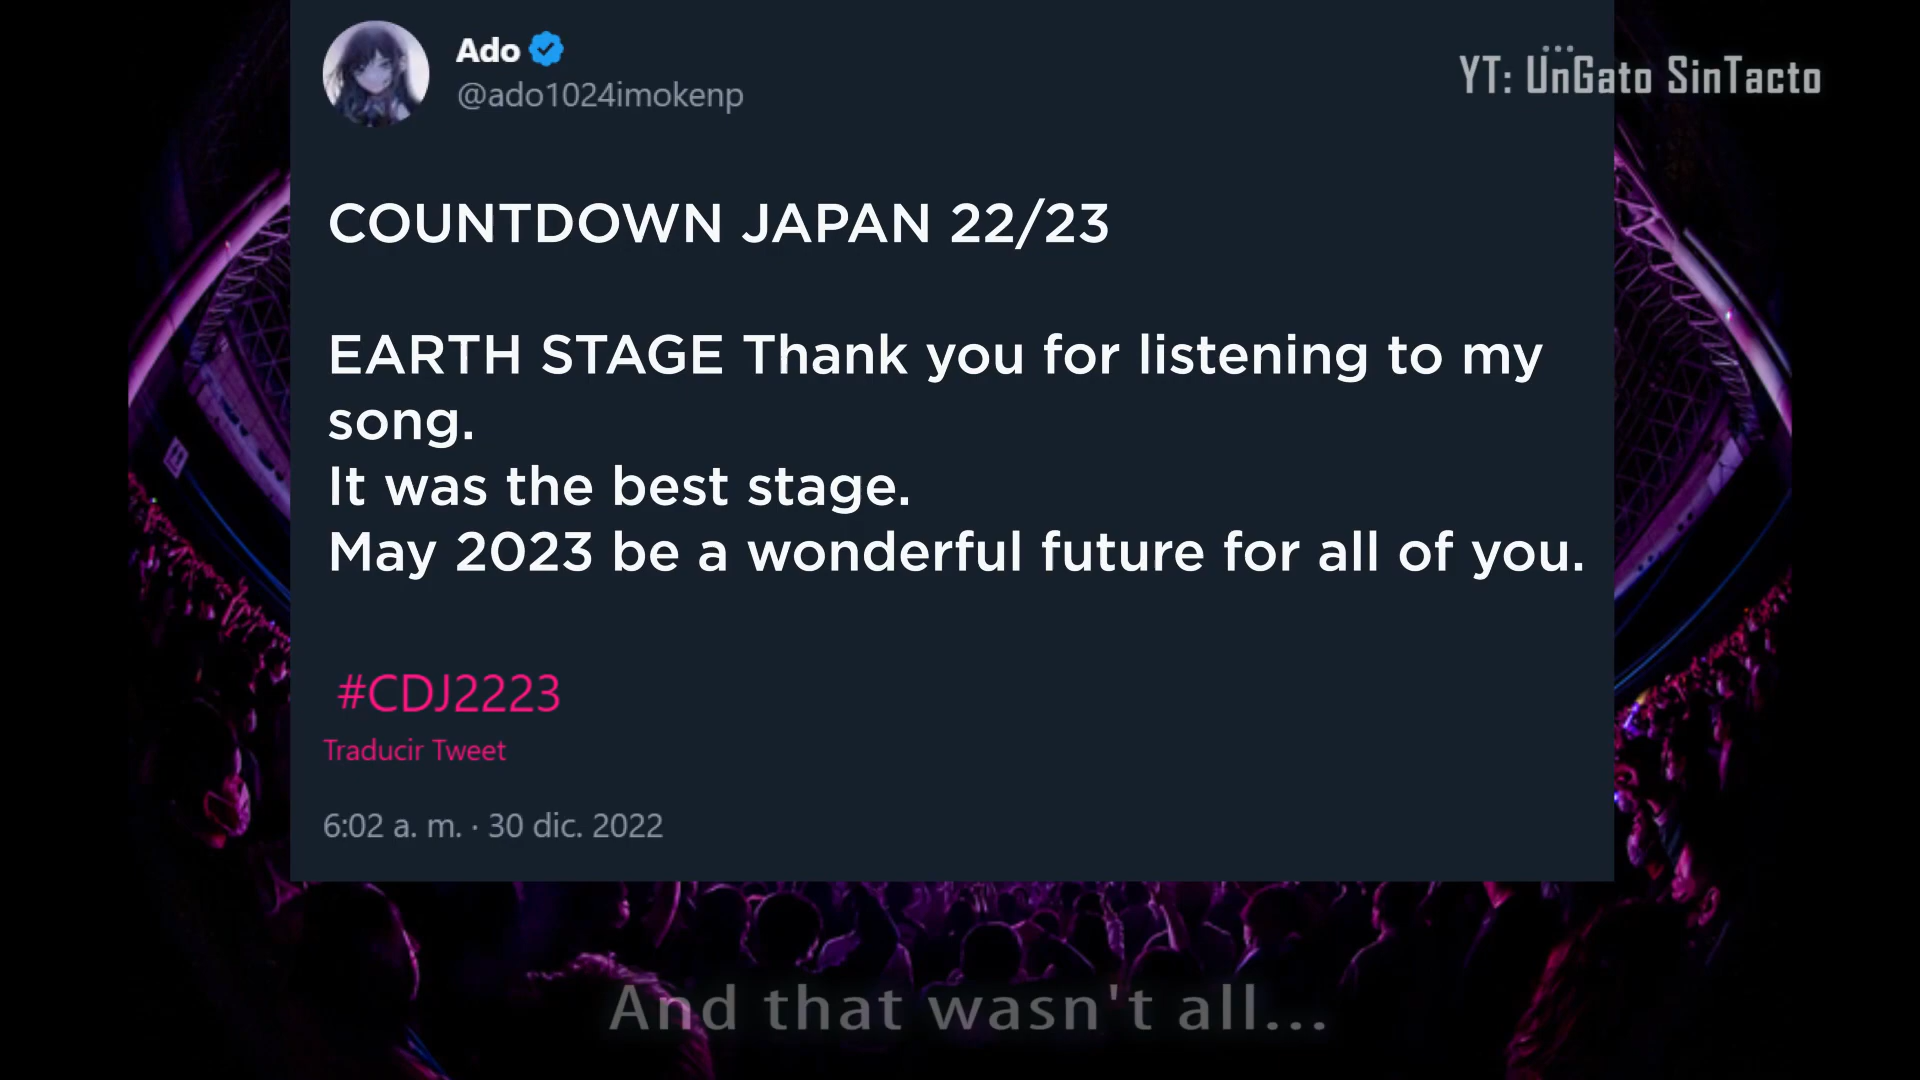 Ado
YT: UnGato SinTacto
@ado1024imokenp
COUNTDOWN JAPAN 22/23
EARTH STAGE Thank you for listening to my
song.
It was the best stage.
May 2023 be a wonderful future for all of you.
#CDJ2223
Traducir Tweet
6:02 a. m. · 30 dic. 2022
And that wasn't all...